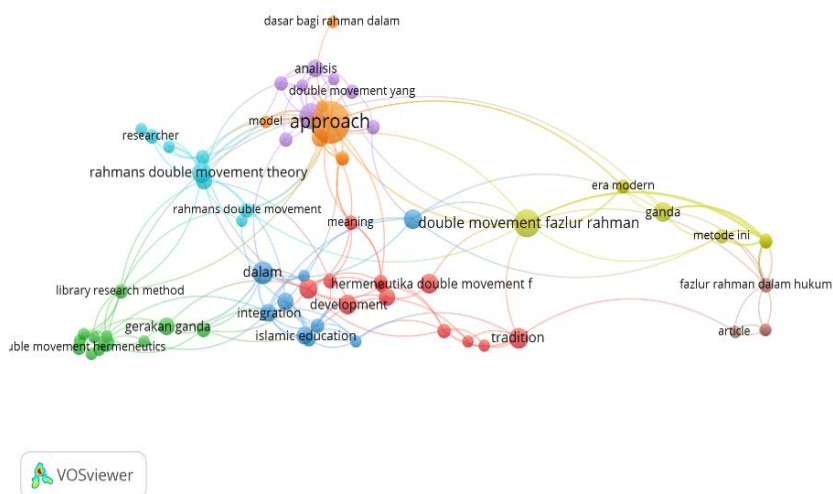 dasar bagi rahman dalam
analisis
double movement yang
model
approach
researcher
rahmans double movement theory
rahmans double movement
meaning
double movement fazlur rahman
era modern
ganda
metode ini
dalam
hermeneutika double movement f
fazlur rahman dalam hukum
library research method
development
integration
gerakan ganda
islamic education
tradition
article
uble movement hermeneutics
VOSviewer